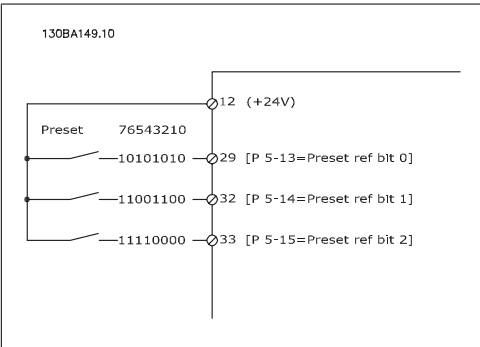 130BA149.10
12 (+24V)
Preset 76543210
10101010 29 [P 5-13=Preset ref bit 0]
11001100 32 [P 5-14=Preset ref bit 1]
11110000 33 [P 5-15=Preset ref bit 2]